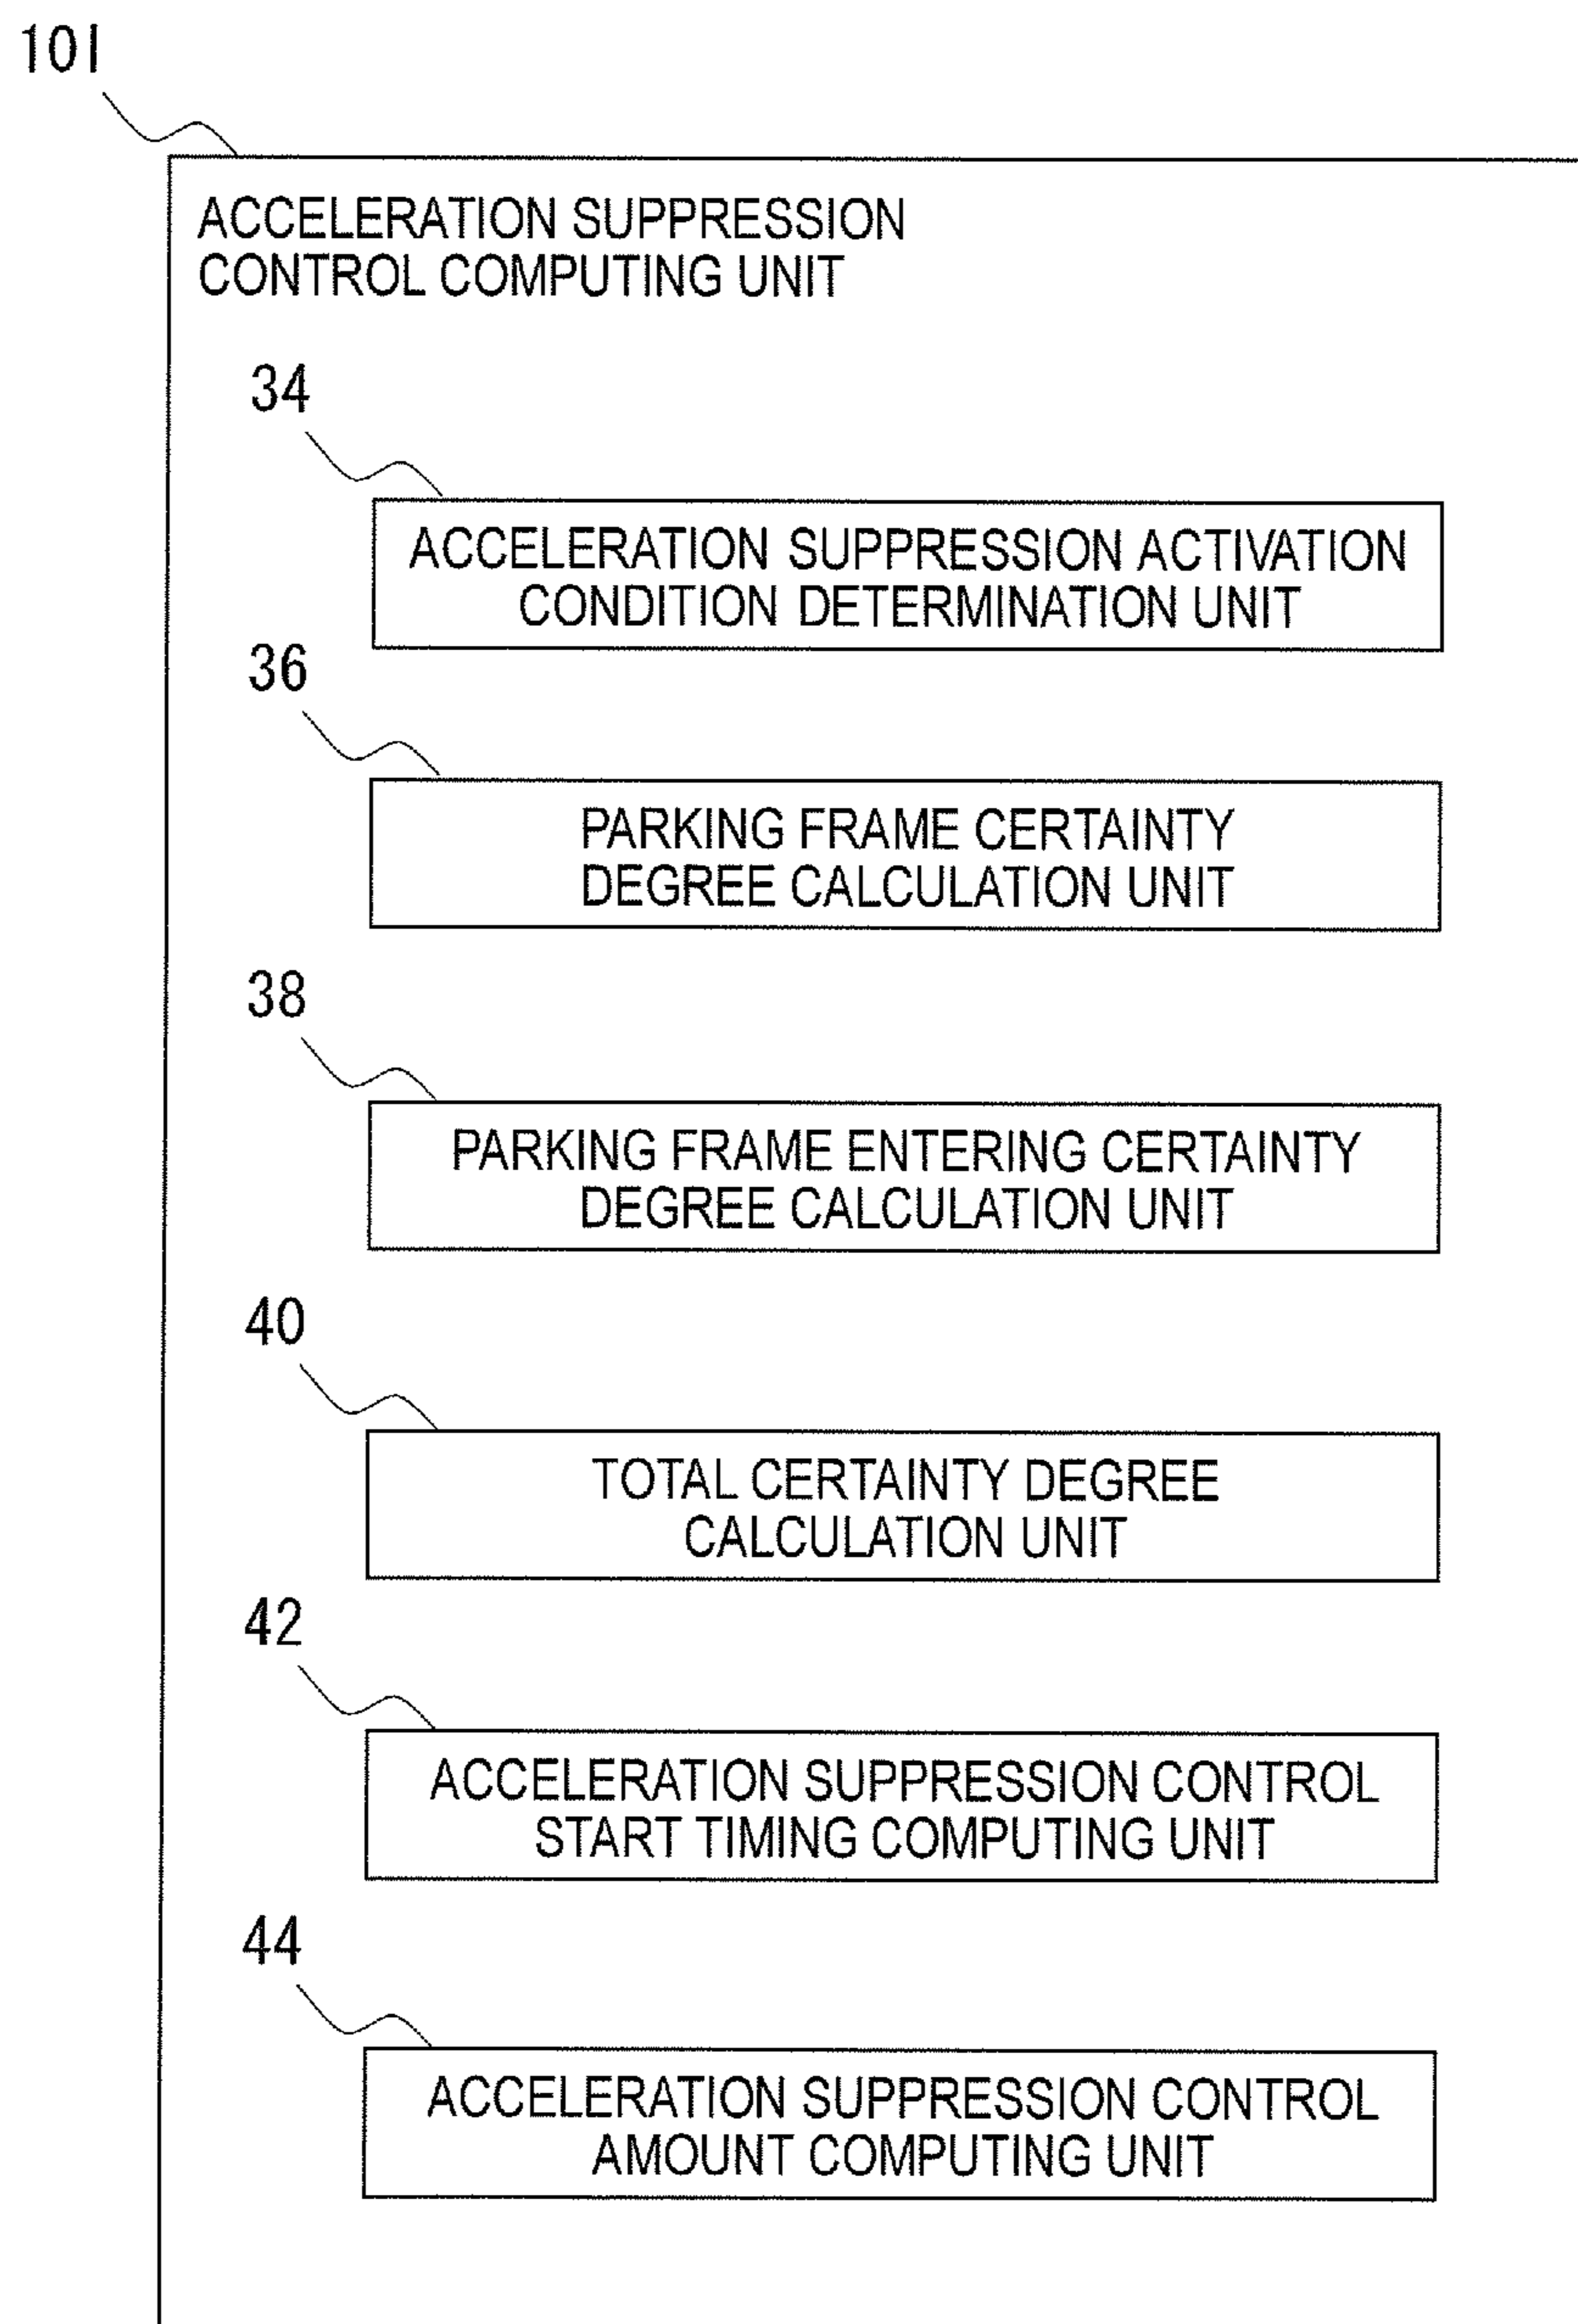 10I
ACCELERATION SUPPRESSION
CONTROL COMPUTING UNIT
34
ACCELERATION SUPPRESSION ACTIVATION
CONDITION DETERMINATION UNIT
36
PARKING FRAME CERTAINTY
DEGREE CALCULATION UNIT
38
PARKING FRAME ENTERING CERTAINTY
DEGREE CALCULATION UNIT
40
TOTAL CERTAINTY DEGREE
CALCULATION UNIT
42
ACCELERATION SUPPRESSION CONTROL
START TIMING COMPUTING UNIT
44
ACCELERATION SUPPRESSION CONTROL
AMOUNT COMPUTING UNIT